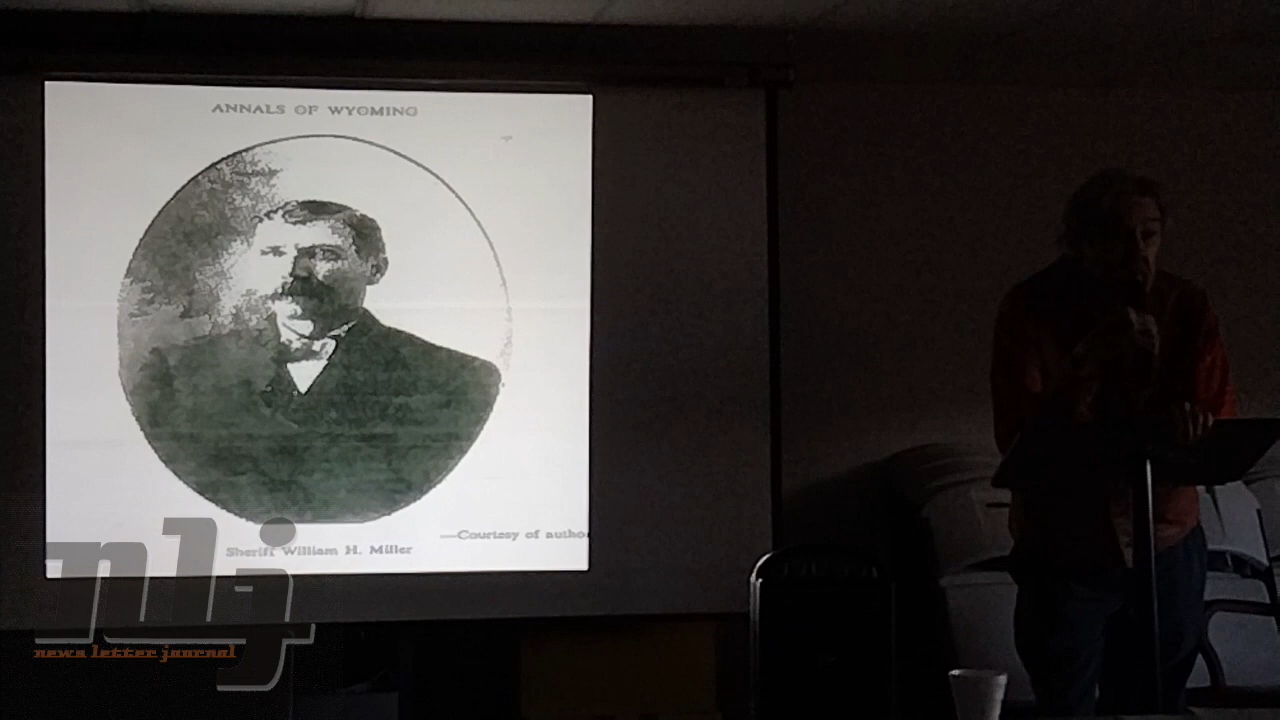 ANNALS OF WYOMING
—Courtesy of autho
Sheriff William H. Miller
nlj
news letter journal